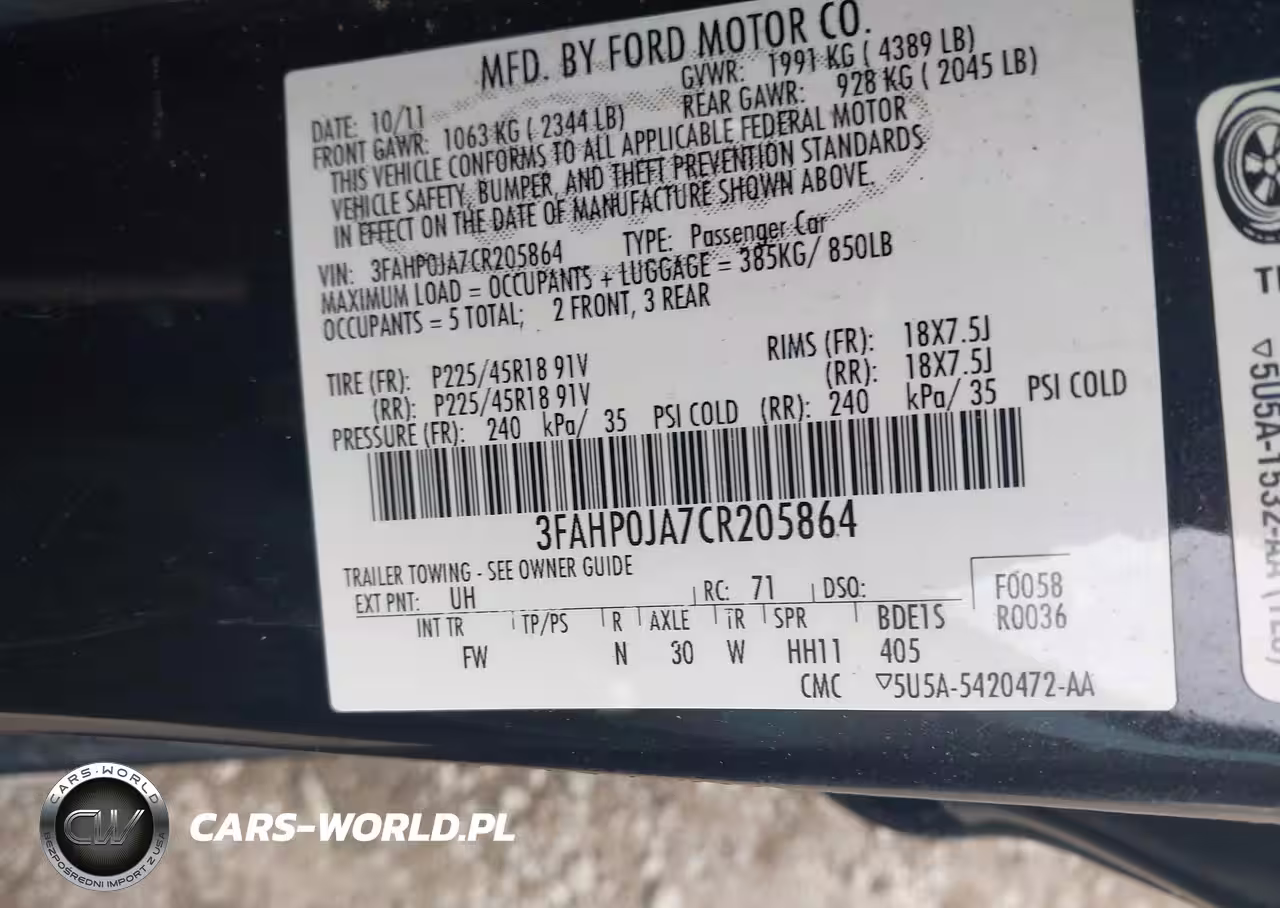 MFD. BY FORD MOTOR CO.
DATE: 10/11 GVWR: 1991 KG ( 4389 LB)
FRONT GAWR: 1063 KG ( 2344 LB) REAR GAWR: 928 KG ( 2045 LB)
THIS VEHICLE CONFORMS TO ALL APPLICABLE FEDERAL MOTOR
VEHICLE SAFETY, BUMPER, AND THEFT PREVENTION STANDARDS
IN EFFECT ON THE DATE OF MANUFACTURE SHOWN ABOVE.
VIN: 3FAHP0JA7CR205864 TYPE: Passenger Car
MAXIMUM LOAD = OCCUPANTS + LUGGAGE = 385KG/ 850LB
OCCUPANTS = 5 TOTAL; 2 FRONT, 3 REAR
TIRE (FR): P225/45R18 91V RIMS (FR): 18X7.5J
(RR): P225/45R18 91V (RR): 18X7.5J
PRESSURE (FR): 240 kPa/ 35 PSI COLD (RR): 240 kPa/ 35 PSI COLD
3FAHP0JA7CR205864
TRAILER TOWING - SEE OWNER GUIDE
EXT PNT: UH RC: 71 DSO: F0058
INT TR TP/PS R AXLE TR SPR BDE1S R0036
FW N 30 W HH11 405
CMC ▽5U5A-5420472-AA
▽5U5A-1532-AA
CARS-WORLD
CW
BEZPOŚREDNI IMPORT Z USA
CARS-WORLD.PL